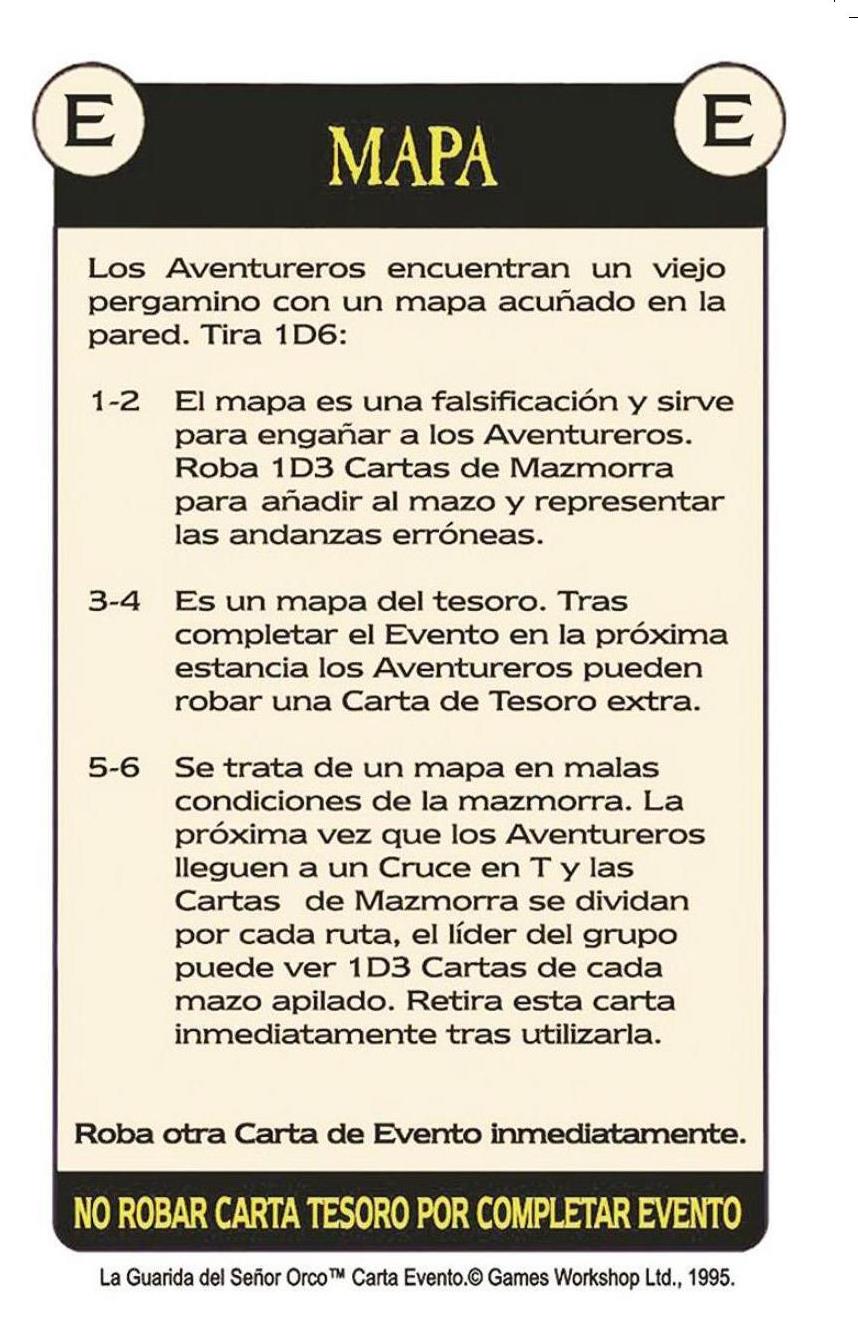 E
E
MAPA
Los Aventureros encuentran un viejo
pergamino con un mapa acuñado en la
pared. Tira 1D6:
1-2 El mapa es una falsificación y sirve
para engañar a los Aventureros.
Roba 1D3 Cartas de Mazmorra
para añadir al mazo y representar
las andanzas erróneas.
3-4 Es un mapa del tesoro. Tras
completar el Evento en la próxima
estancia los Aventureros pueden
robar una Carta de Tesoro extra.
5-6 Se trata de un mapa en malas
condiciones de la mazmorra. La
próxima vez que los Aventureros
lleguen a un Cruce en T y las
Cartas de Mazmorra se dividan
por cada ruta, el líder del grupo
puede ver 1D3 Cartas de cada
mazo apilado. Retira esta carta
inmediatamente tras utilizarla.
Roba otra Carta de Evento inmediatamente.
NO ROBAR CARTA TESORO POR COMPLETAR EVENTO
La Guarida del Señor Orco™ Carta Evento.© Games Workshop Ltd., 1995.